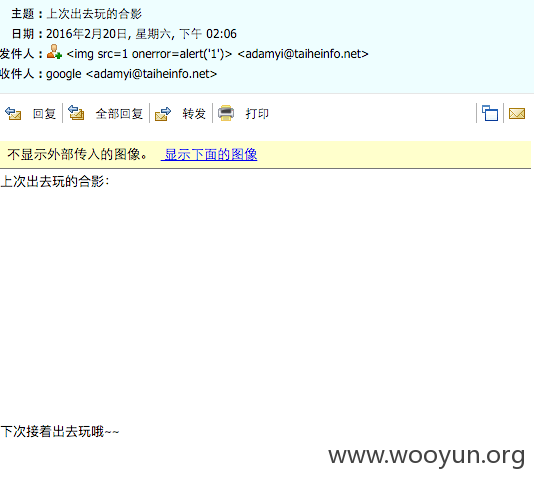 主题：上次出去玩的合影
日期：2016年2月20日, 星期六, 下午 02:06
发件人： <img src=1 onerror=alert('1')> <adamyi@taiheinfo.net>
收件人：google <adamyi@taiheinfo.net>
回复 全部回复 转发 打印
不显示外部传入的图像。 显示下面的图像
上次出去玩的合影：
下次接着出去玩哦~~
www.wooyun.org